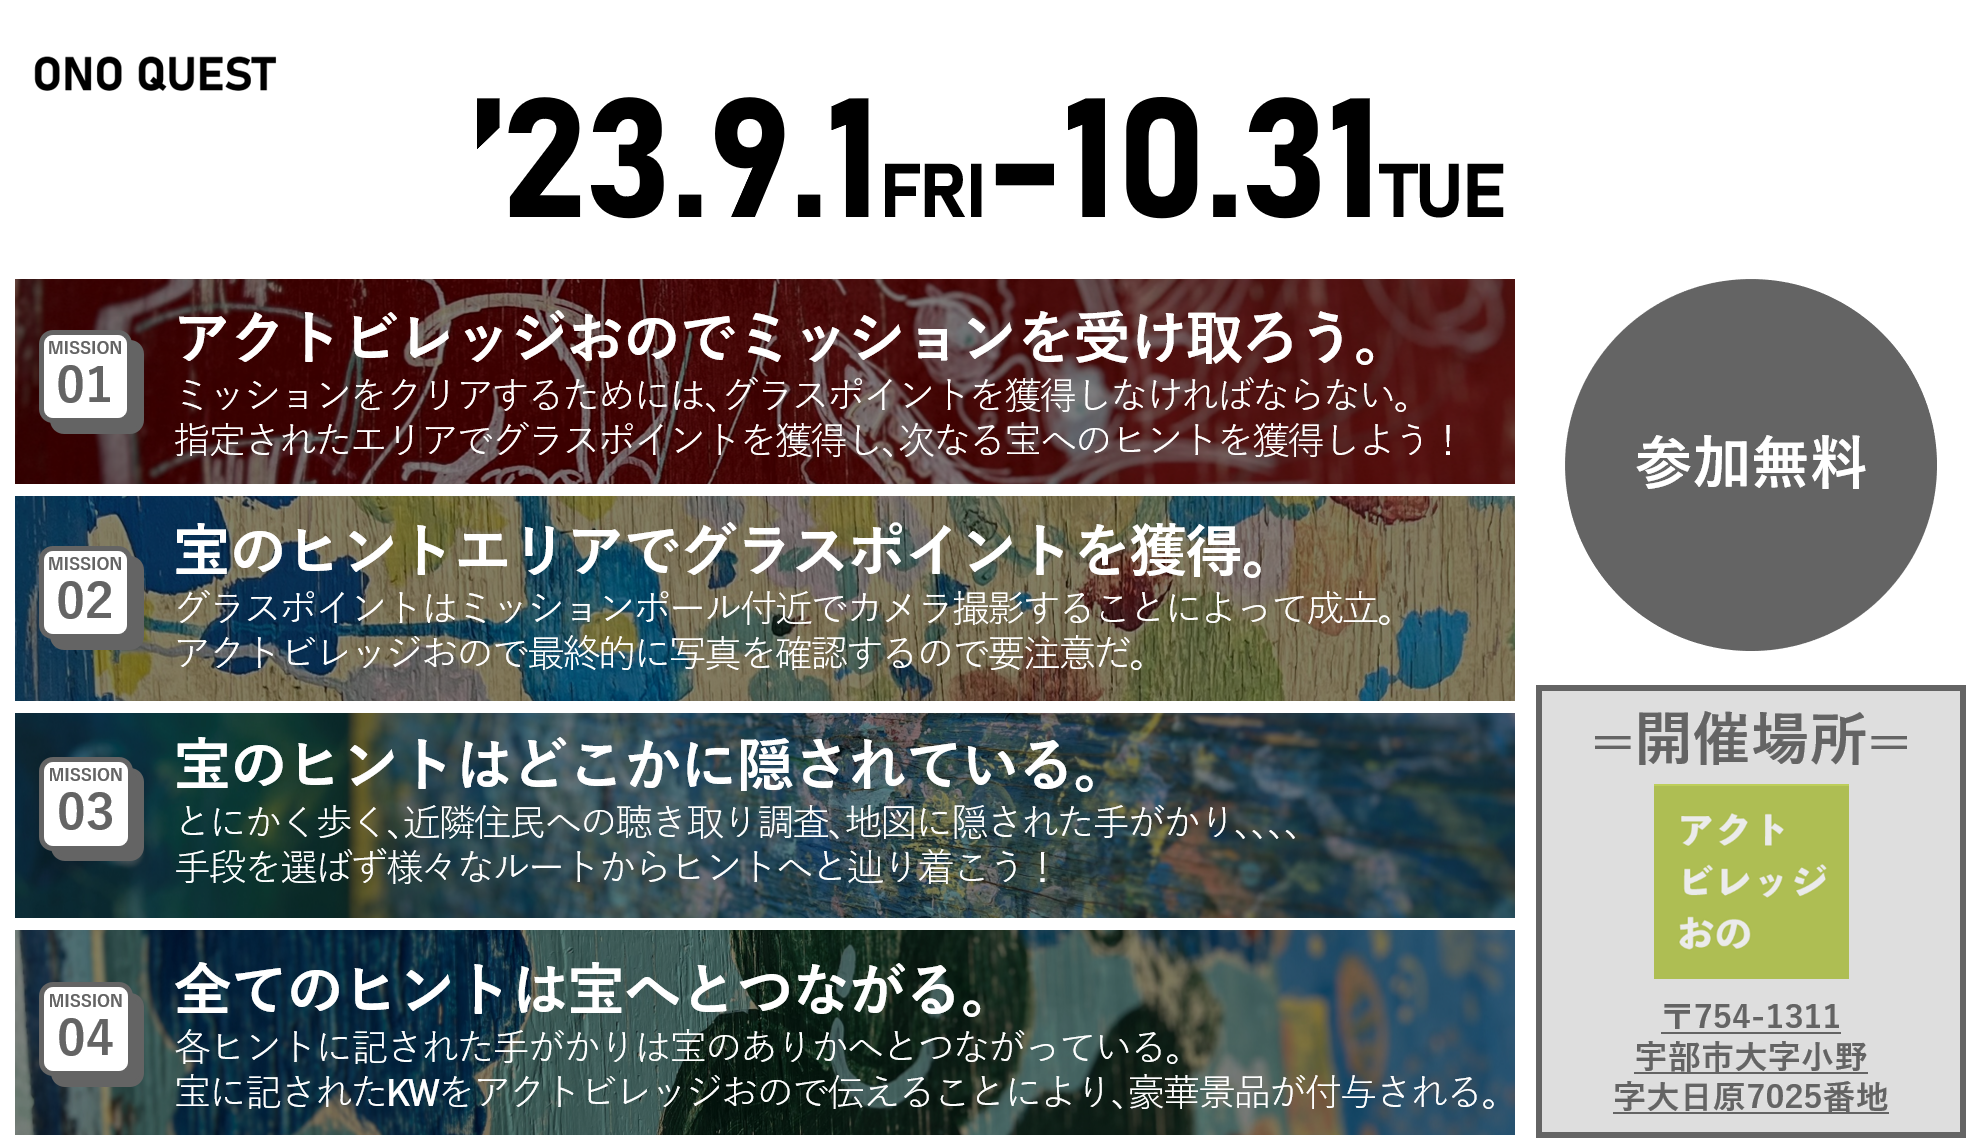 ONO QUEST
'23.9.1FRI-10.31TUE
MISSION
01
アクトビレッジおのでミッションを受け取ろう。
ミッションをクリアするためには、グラスポイントを獲得しなければならない。
指定されたエリアでグラスポイントを獲得し、次なる宝へのヒントを獲得しよう！
MISSION
02
宝のヒントエリアでグラスポイントを獲得。
グラスポイントはミッションポール付近でカメラ撮影することによって成立。
アクトビレッジおので最終的に写真を確認するので要注意だ。
MISSION
03
宝のヒントはどこかに隠されている。
とにかく歩く、近隣住民への聴き取り調査、地図に隠された手がかり、、、、
手段を選ばず様々なルートからヒントへと辿り着こう！
MISSION
04
全てのヒントは宝へとつながる。
各ヒントに記された手がかりは宝のありかへとつながっている。
宝に記されたKWをアクトビレッジおので伝えることにより、豪華景品が付与される。
参加無料
=開催場所=
アクト
ビレッジ
おの
〒754-1311
宇部市大字小野
字大日原7025番地